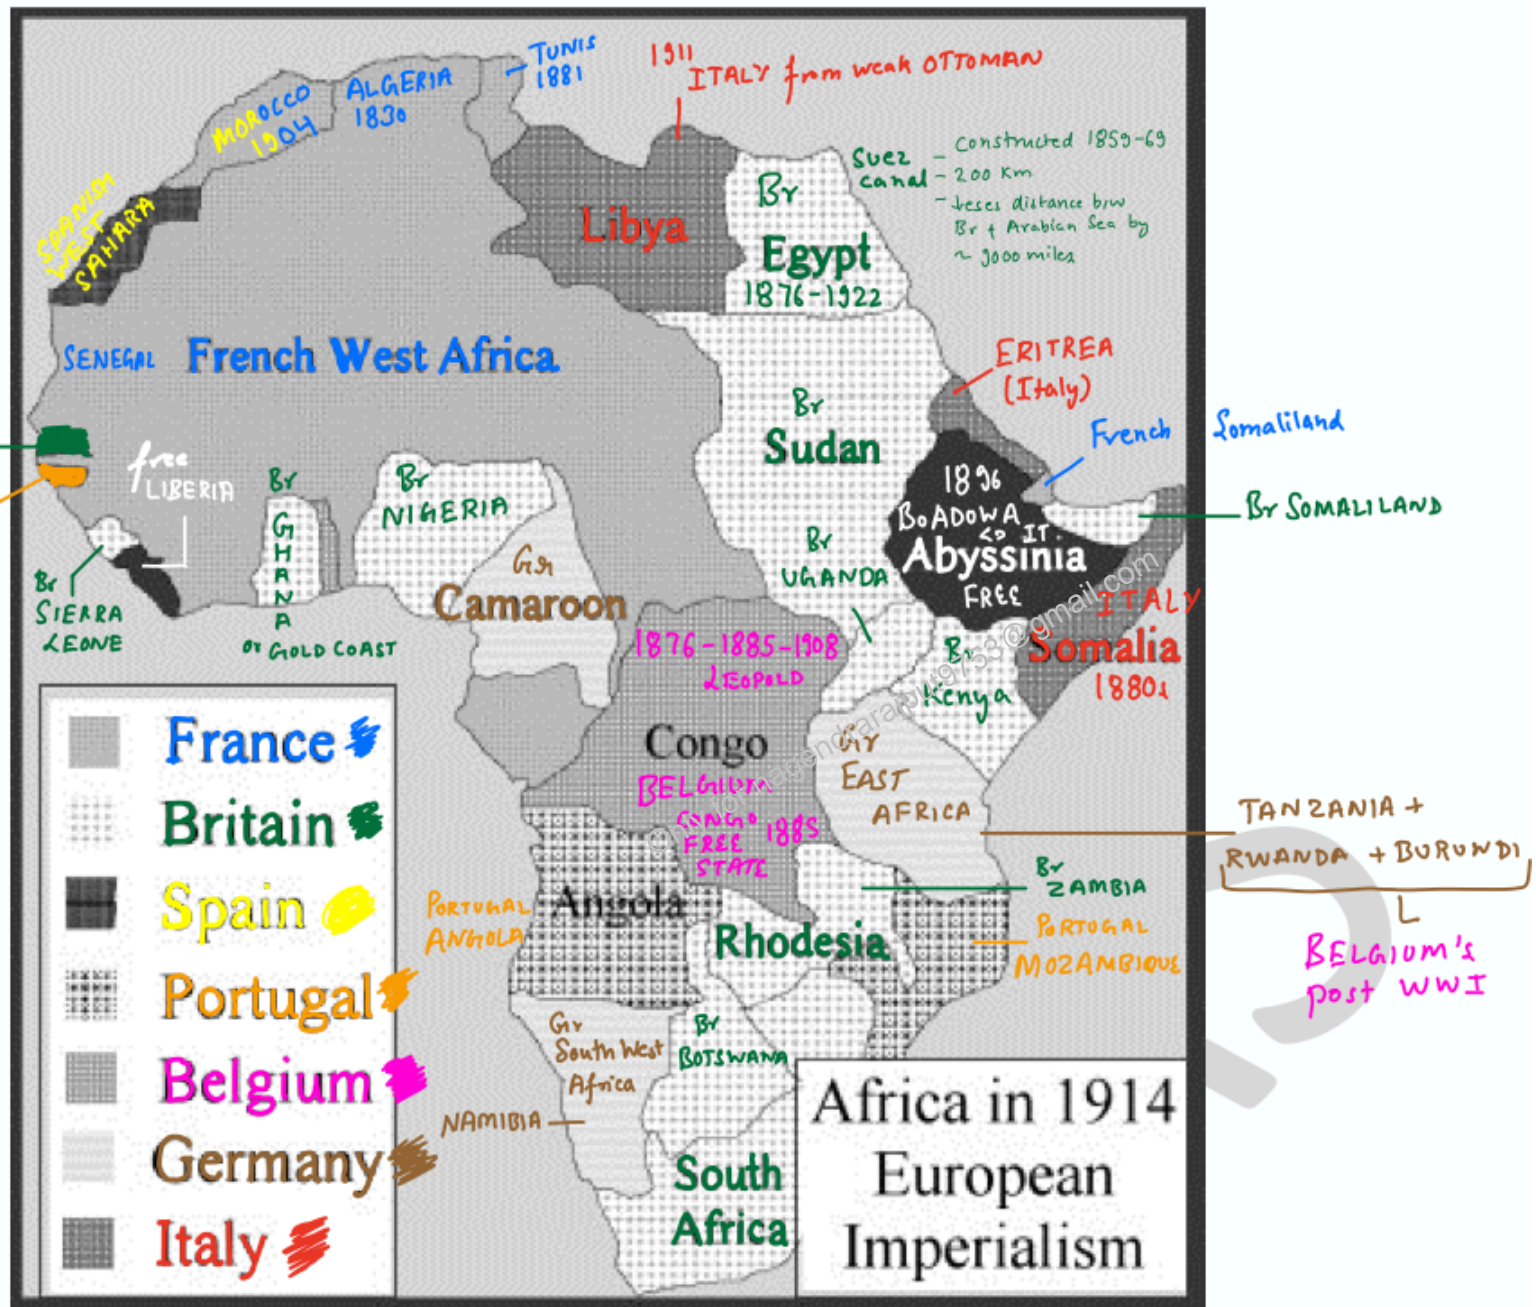 TUNIS
1881
1911
ITALY from weak OTTOMAN
ALGERIA
1830
MOROCCO
1904
SPANISH
WEST
SAHARA
Suez
canal
- Constructed 1859-69
- 200 Km
- leses distance b/w
Br + Arabian Sea by
~ 9000 miles
Libya
Br
Egypt
1876-1922
SENEGAL
French West Africa
ERITREA
(Italy)
Br
Sudan
French Somaliland
free
LIBERIA
Br
GHANA
or GOLD COAST
Br
NIGERIA
1896
BoADOWA
<> IT.
Abyssinia
FREE
Br SOMALILAND
Br
UGANDA
Gr
Camaroon
Br
SIERRA
LEONE
ITALY
Somalia
1880s
1876-1885-1908
LEOPOLD
Br
Kenya
Congo
BELGIUM
CONGO 1885
FREE
STATE
Gr
EAST
AFRICA
TANZANIA +
RWANDA + BURUNDI
BELGIUM's
post WWI
Br
ZAMBIA
PORTUGAL
ANGOLA
Angola
Rhodesia
PORTUGAL
MOZAMBIQUE
Gr
South West
Africa
NAMIBIA
Br
BOTSWANA
South
Africa
France
Britain
Spain
Portugal
Belgium
Germany
Italy
Africa in 1914
European
Imperialism